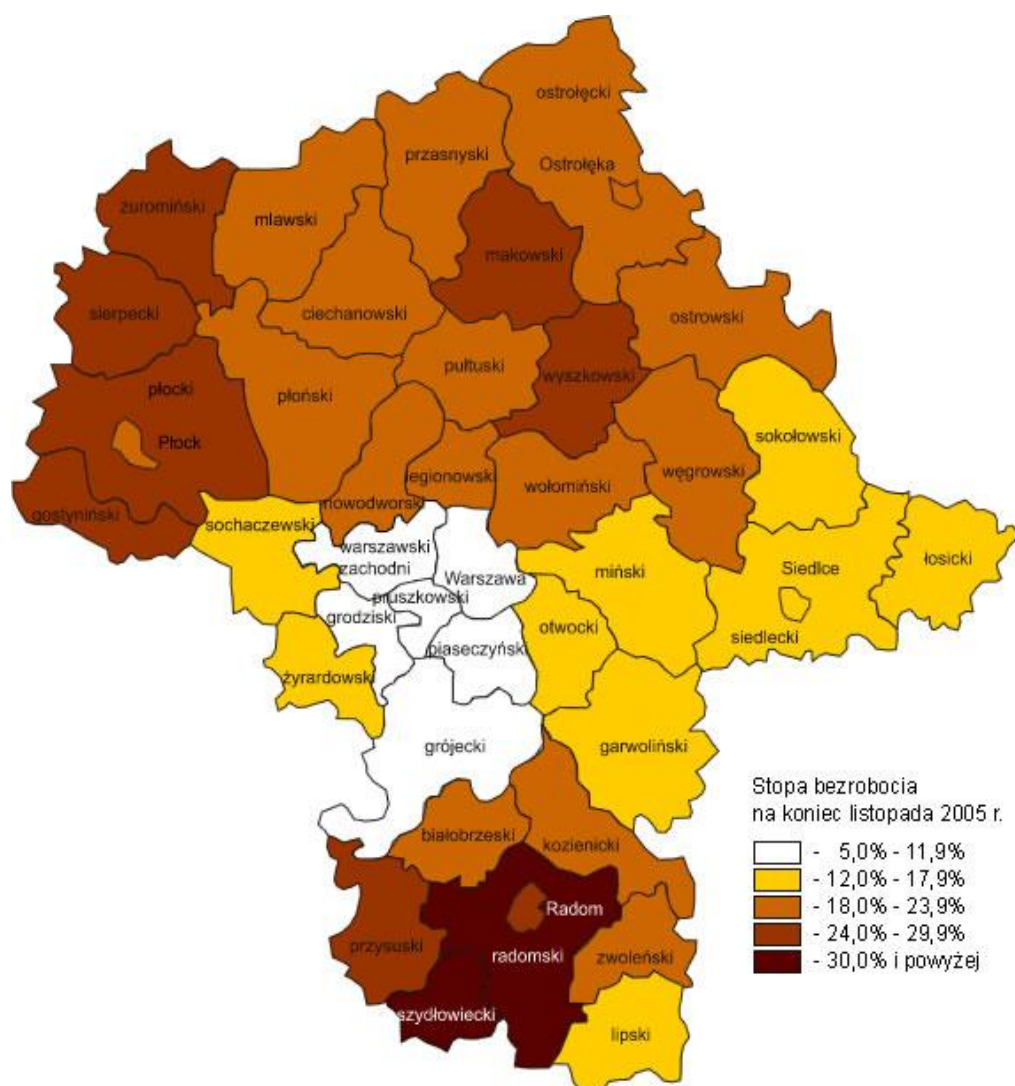 ostrołęcki
przasnyski
Ostrołęka
żuromiński
mlawski
makowski
sierpecki
ciechanowski
ostrowski
pułtuski
wyszkowski
płocki
płoński
sokołowski
Płock
legionowski
wołomiński
węgrowski
nowodworski
gostyniński
sochaczewski
warszawski
zachodni
Warszawa
miński
Siedlce
łosicki
pruszkowski
grodziski
otwocki
siedlecki
piaseczyński
żyrardowski
grójecki
garwoliński
białobrzeski
kozienicki
Radom
przysuski
radomski
zwoleński
szydłowiecki
lipski
Stopa bezrobocia
na koniec listopada 2005 r.
- 5,0% - 11,9%
- 12,0% - 17,9%
- 18,0% - 23,9%
- 24,0% - 29,9%
- 30,0% i powyżej